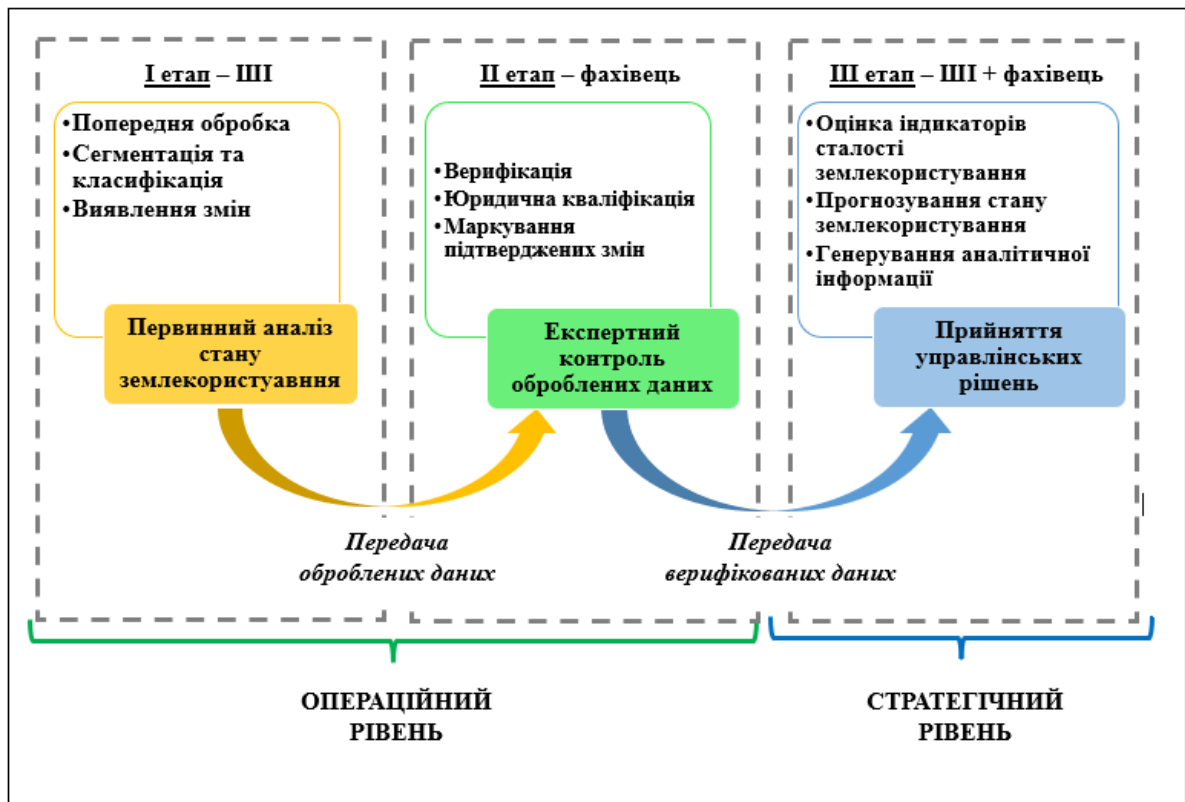 І етап – ШІ
•Попередня обробка
•Сегментація та
класифікація
•Виявлення змін
Первинний аналіз
стану
землекористуавння
ІІ етап – фахівець
•Верифікація
•Юридична кваліфікація
•Маркування
підтверджених змін
Експертний
контроль
оброблених даних
ІІІ етап – ШІ + фахівець
•Оцінка індикаторів
сталості
землекористування
•Прогнозування стану
землекористування
•Генерування аналітичної
інформації
Прийняття
управлінських
рішень
Передача
оброблених даних
Передача
верифікованих даних
ОПЕРАЦІЙНИЙ
РІВЕНЬ
СТРАТЕГІЧНИЙ
РІВЕНЬ